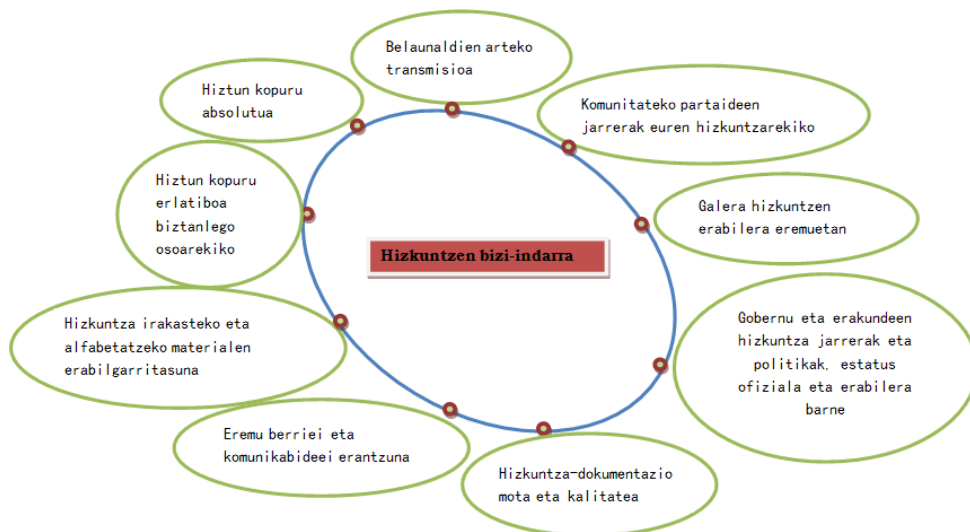 Belaunaldien arteko
transmisioa
Hiztun kopuru
absolutua
Komunitateko partaideen
jarrerak euren hizkuntzarekiko
Hiztun kopuru
erlatiboa
biztanlego
osoarekiko
Galera hizkuntzen
erabilera eremuetan
Hizkuntzen bizi-indarra
Hizkuntza irakasteko eta
alfabetatzeko materialen
erabilgarritasuna
Gobernu eta erakundeen
hizkuntza jarrerak eta
politikak, estatus
ofiziala eta erabilera
barne
Eremu berriei eta
komunikabideei erantzuna
Hizkuntza-dokumentazio
mota eta kalitatea